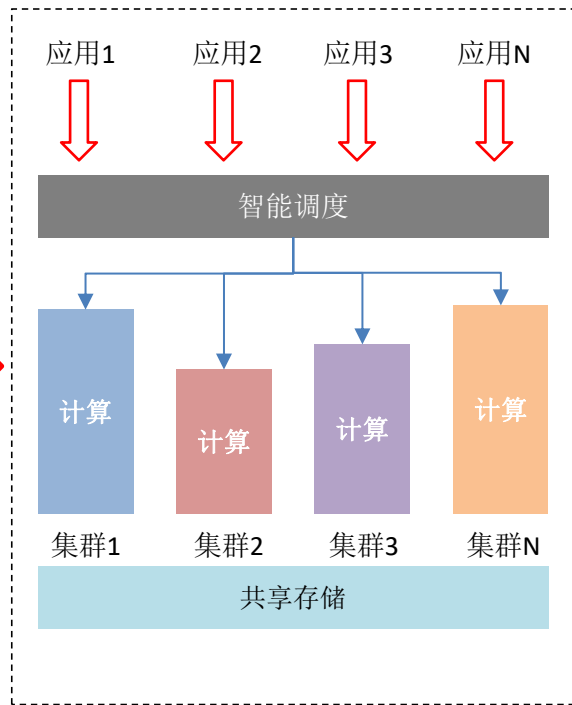 应用1 应用2 应用3 应用N
智能调度
计算 计算 计算 计算
集群1 集群2 集群3 集群N
共享存储